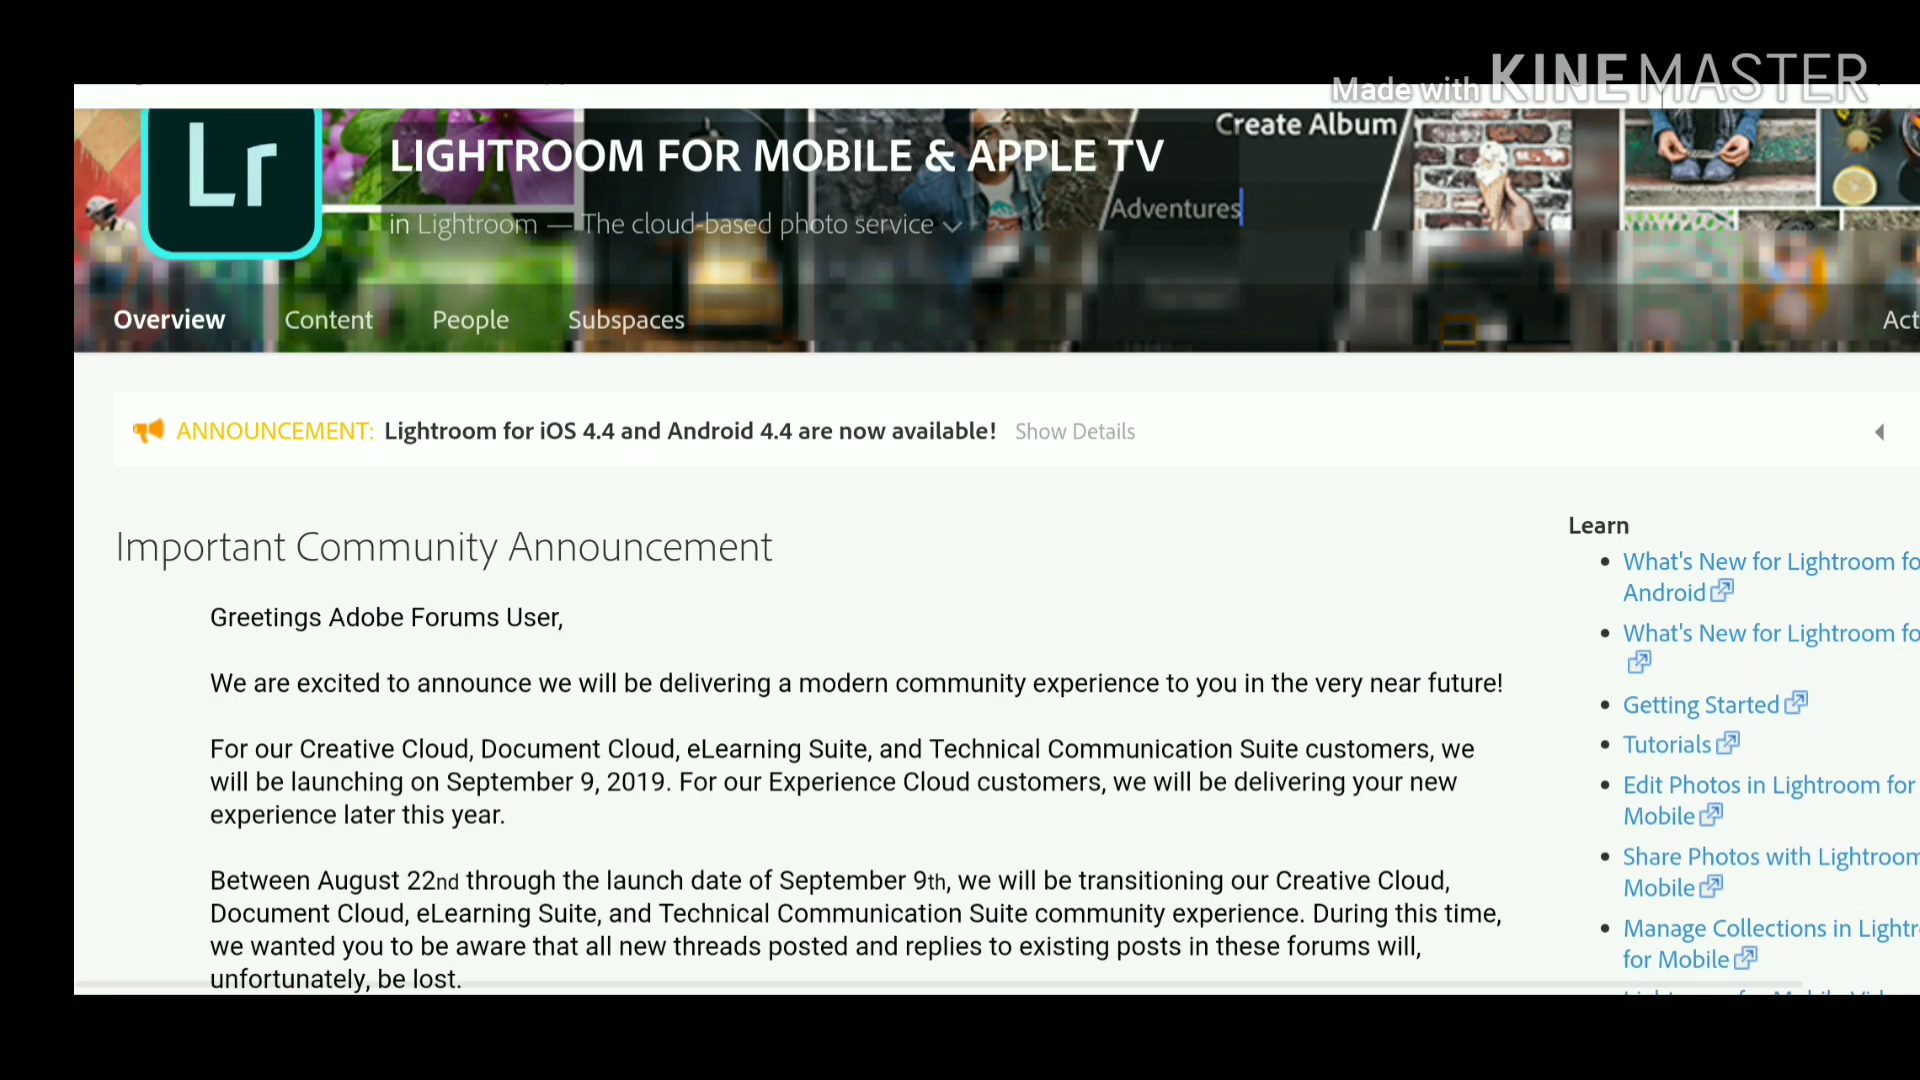 Made with KINEMASTER
Create Album
Lr
LIGHTROOM FOR MOBILE & APPLE TV
Adventures
in Lightroom — The cloud-based photo service
Overview Content People Subspaces Act
ANNOUNCEMENT: Lightroom for iOS 4.4 and Android 4.4 are now available! Show Details
Important Community Announcement
Greetings Adobe Forums User,
We are excited to announce we will be delivering a modern community experience to you in the very near future!
For our Creative Cloud, Document Cloud, eLearning Suite, and Technical Communication Suite customers, we
will be launching on September 9, 2019. For our Experience Cloud customers, we will be delivering your new
experience later this year.
Between August 22nd through the launch date of September 9th, we will be transitioning our Creative Cloud,
Document Cloud, eLearning Suite, and Technical Communication Suite community experience. During this time,
we wanted you to be aware that all new threads posted and replies to existing posts in these forums will,
unfortunately, be lost.
Learn
What's New for Lightroom fo
Android
What's New for Lightroom fo
Getting Started
Tutorials
Edit Photos in Lightroom for
Mobile
Share Photos with Lightroom
Mobile
Manage Collections in Lightr
for Mobile